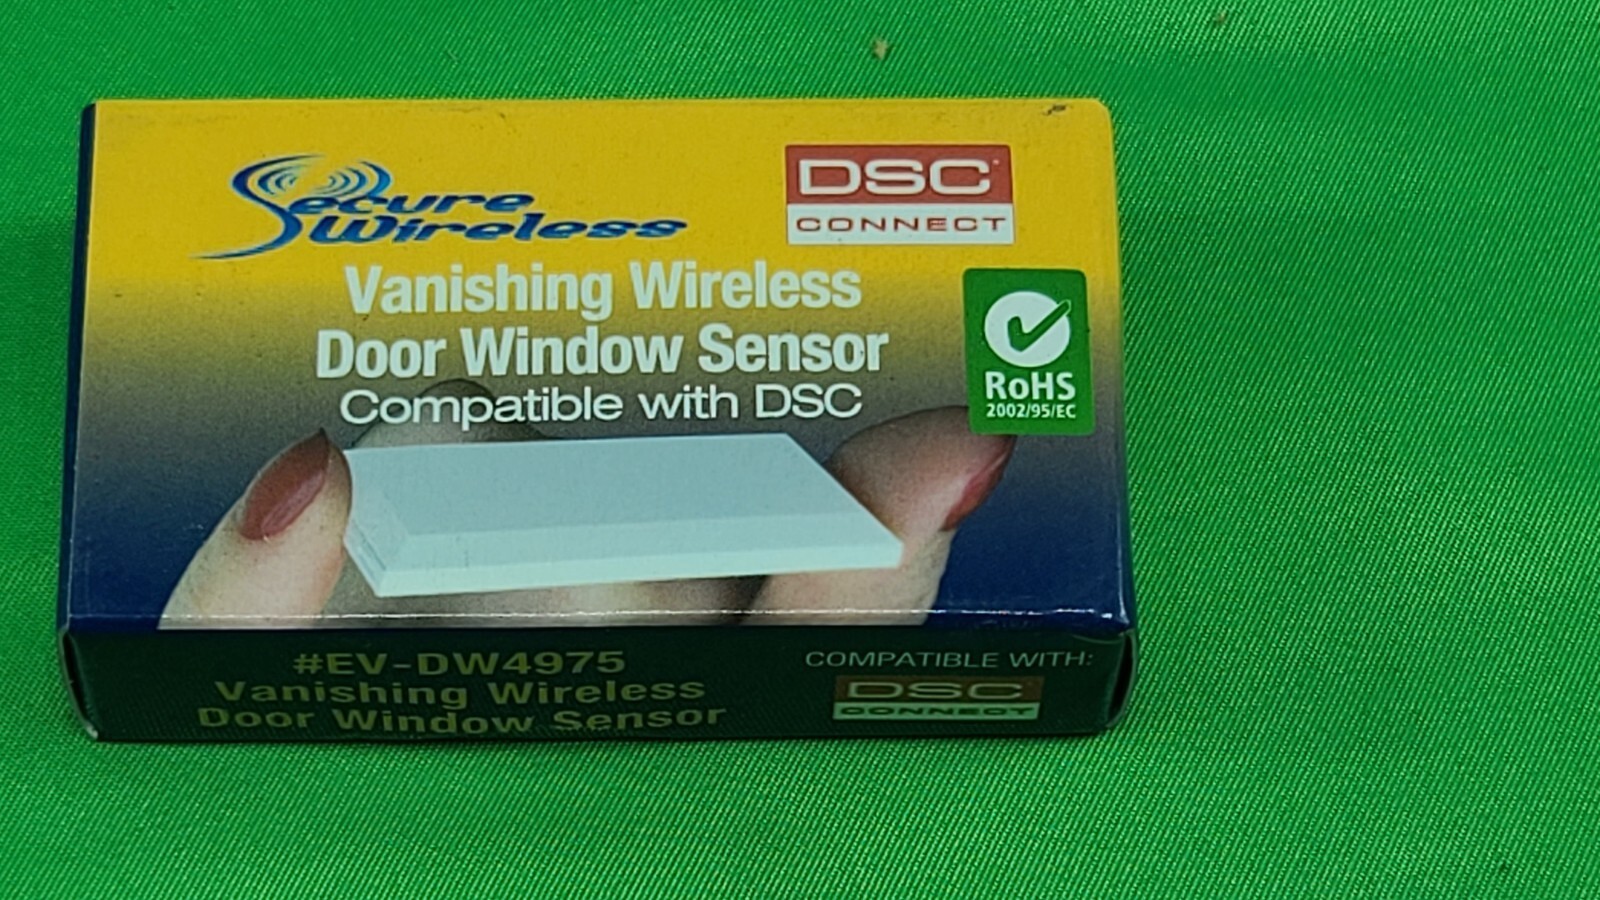 Secure
Wireless
DSC
CONNECT
Vanishing Wireless
Door Window Sensor
Compatible with DSC
RoHS
2002/95/EC
#EV-DW4975
Vanishing Wireless
Door Window Sensor
COMPATIBLE WITH:
DSC
CONNECT